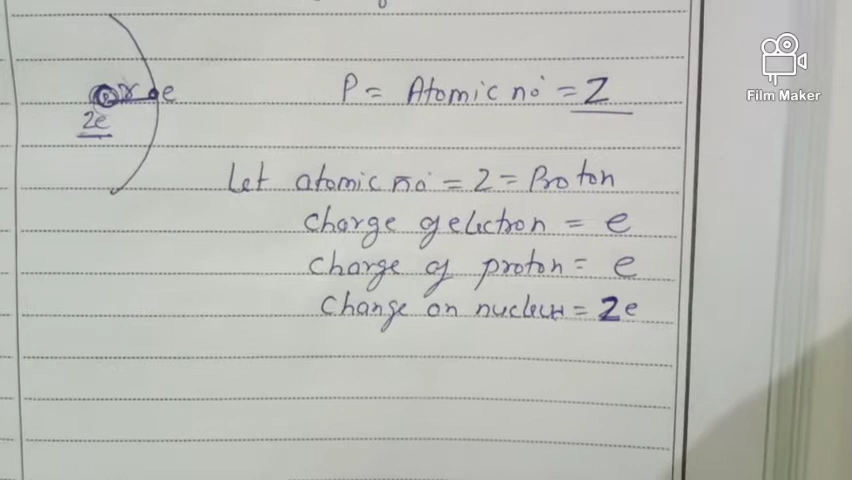 P = Atomic no = Z
r e
Ze
Let atomic no = Z = Proton
charge of electron = e
charge of proton = e
Charge on nucleus = Ze
Film Maker